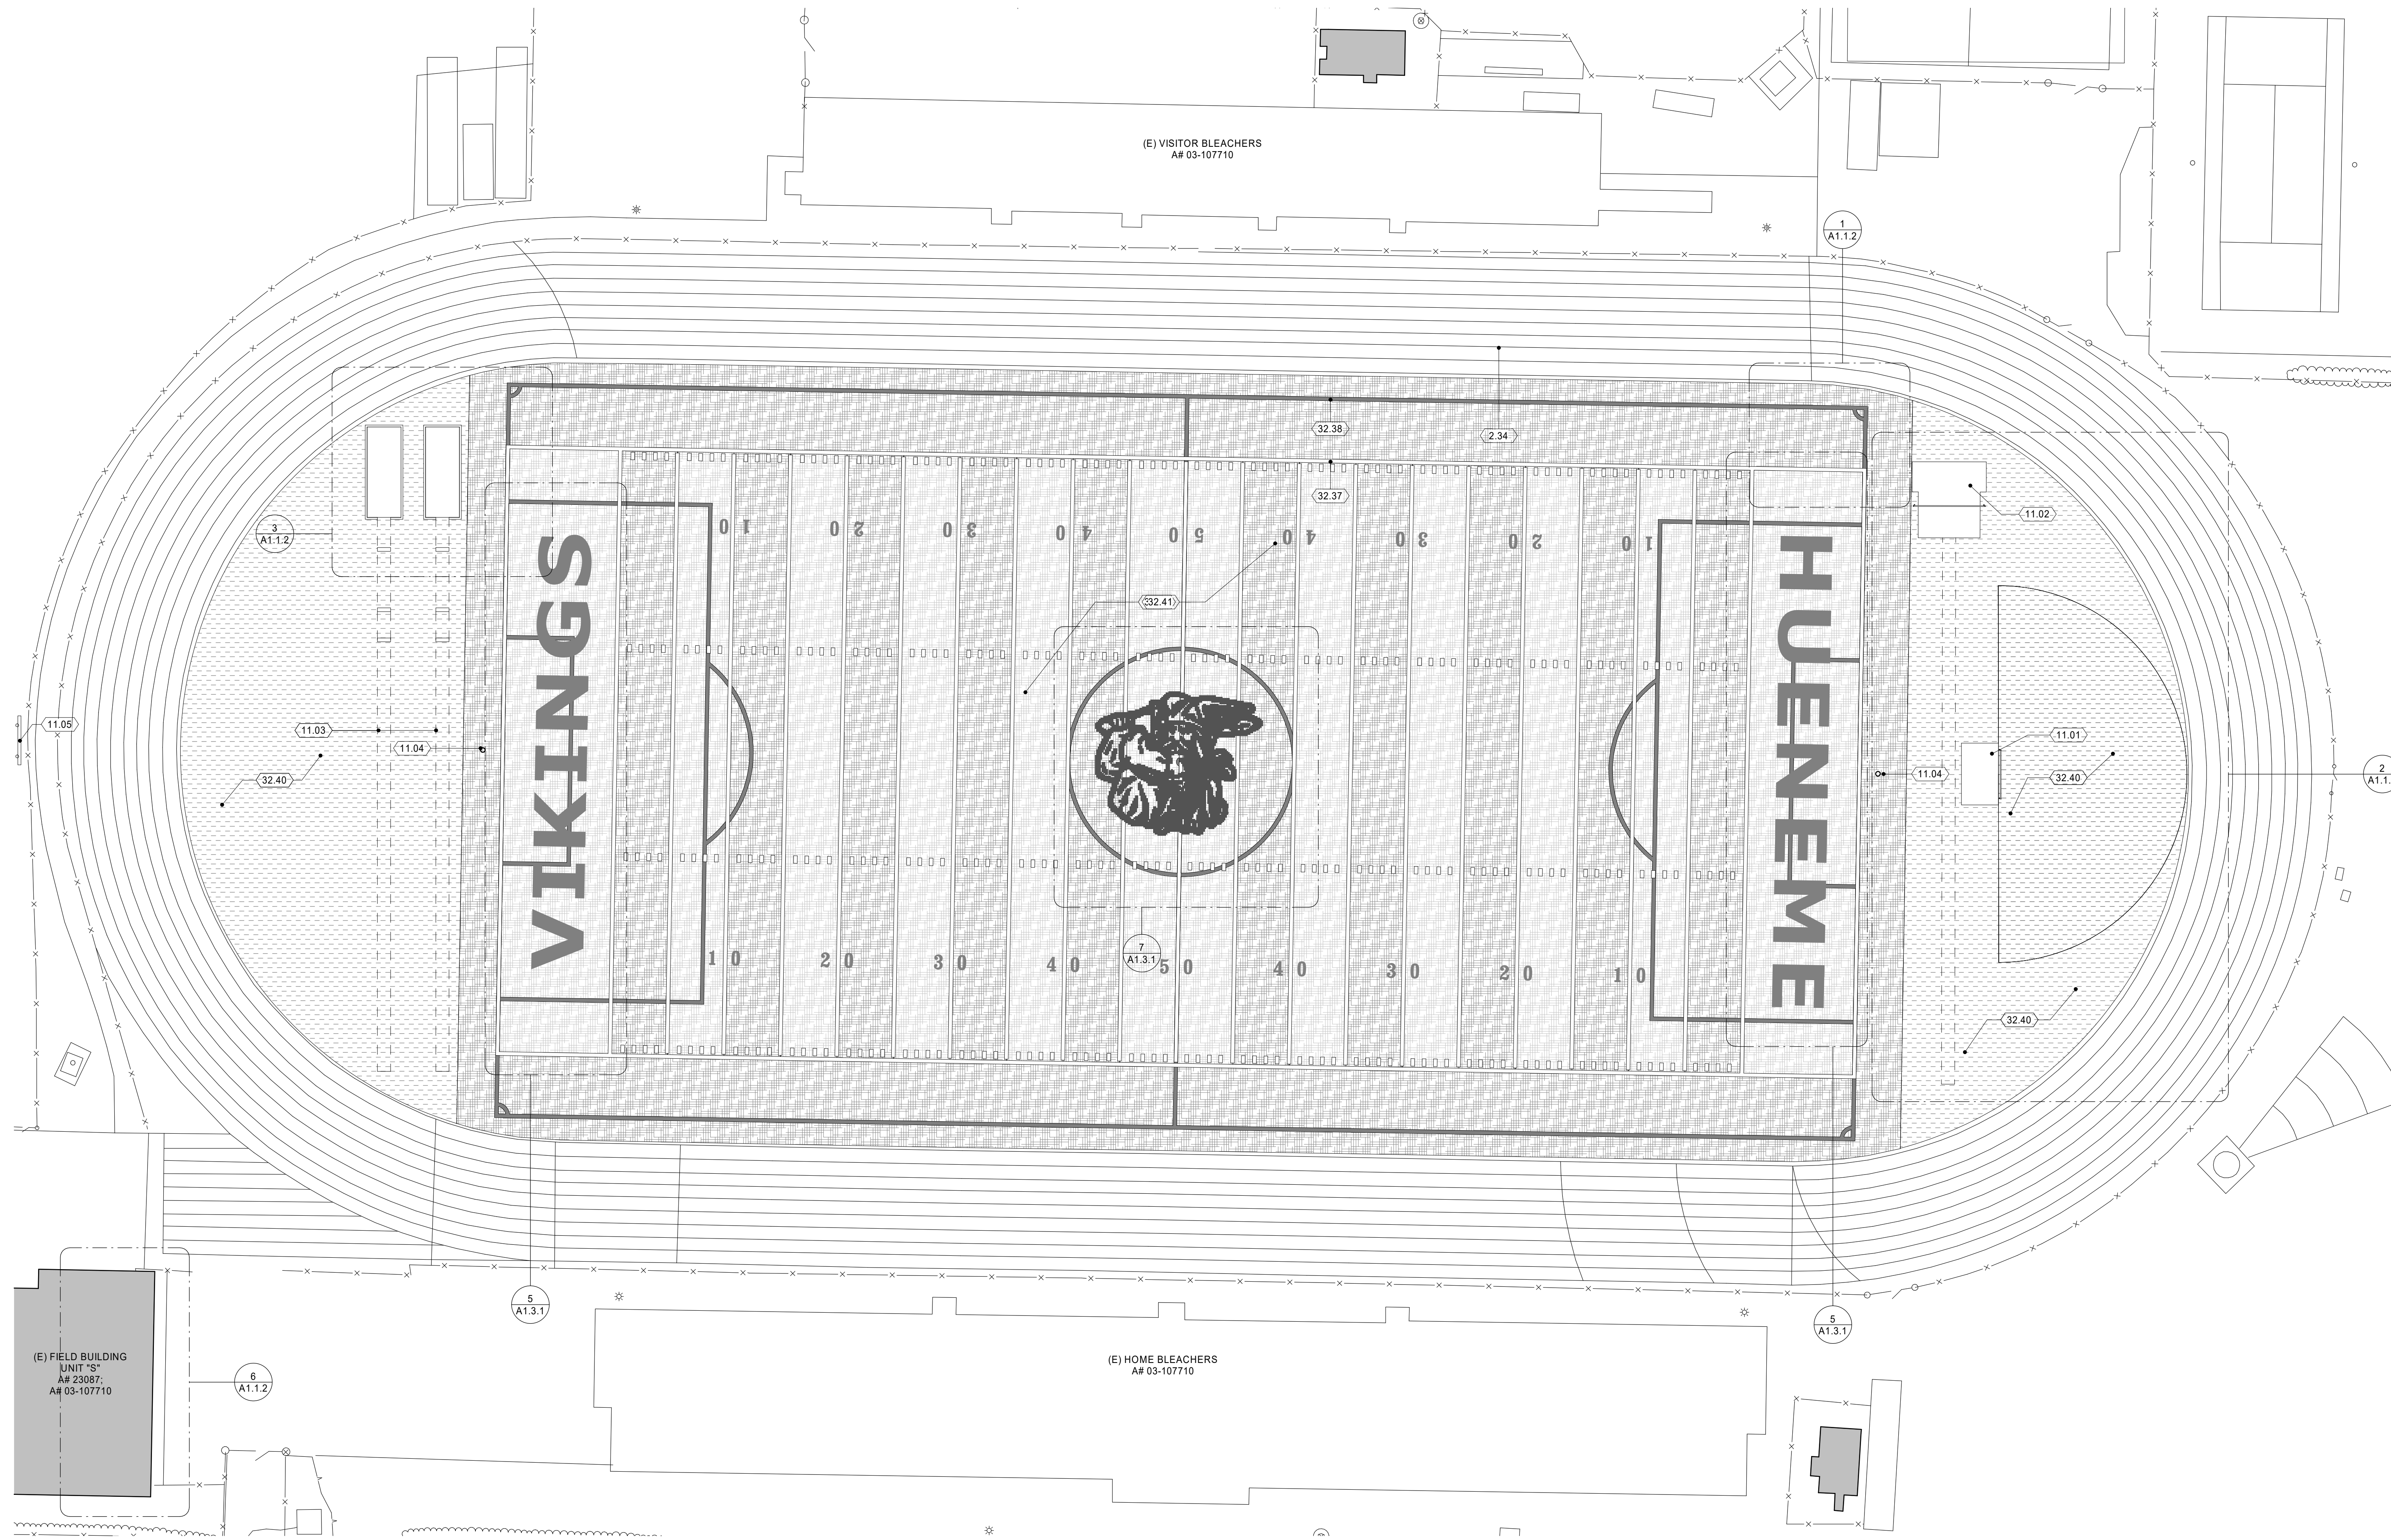 (E) VISITOR BLEACHERS
A# 03-107710
1
A1.1.2
32.38
2.34
32.37
11.02
3
A1.1.2
10 20 30 40 50 40 30 20 10
32.41
VIKINGS
HUENEME
11.05
11.03
11.04
32.40
11.01
11.04
32.40
2
A1.1.
7
A1.3.1
10 20 30 40 50 40 30 20 10
32.40
5
A1.3.1
5
A1.3.1
(E) FIELD BUILDING
UNIT "S"
A# 23087;
A# 03-107710
6
A1.1.2
(E) HOME BLEACHERS
A# 03-107710